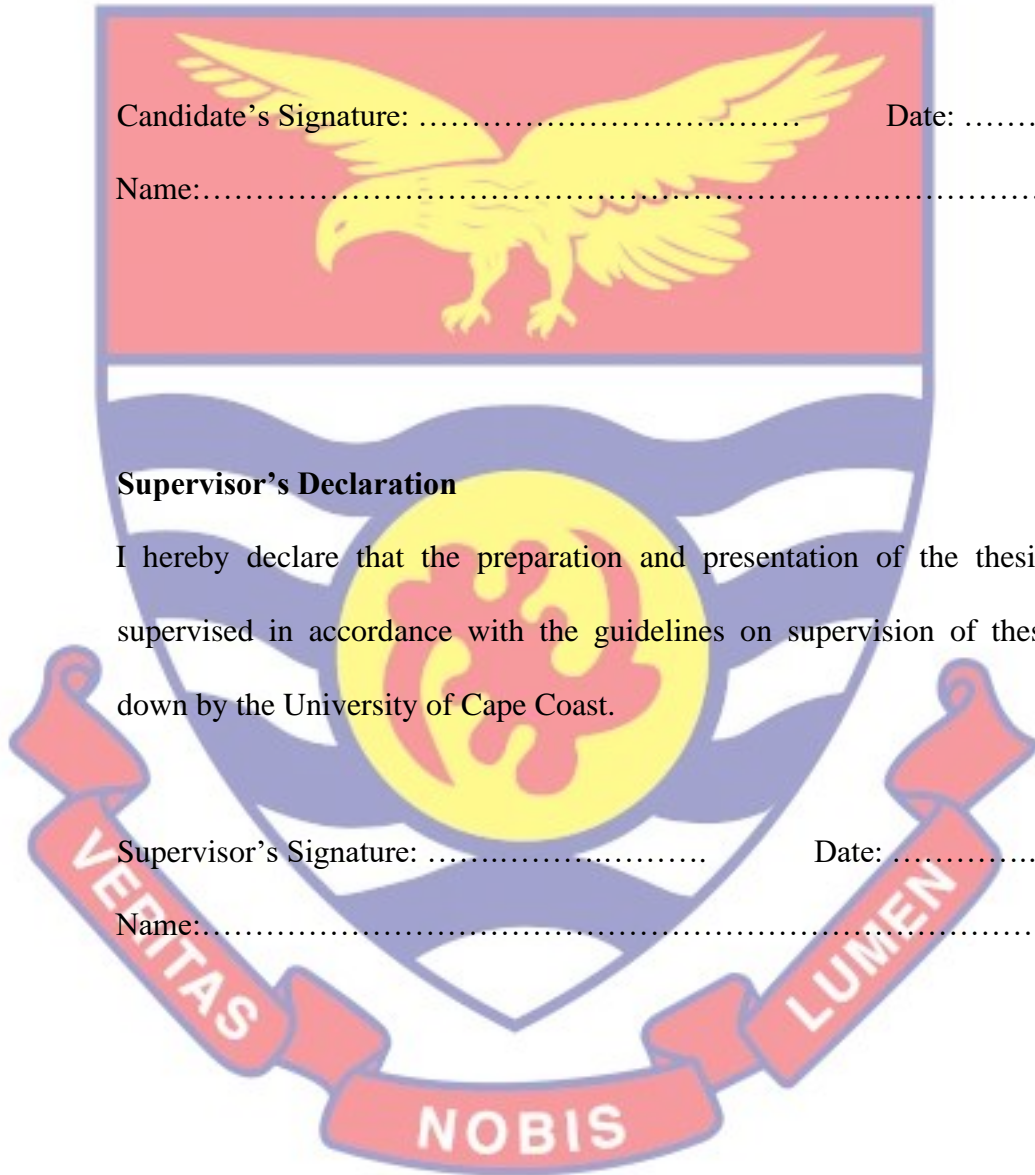 Candidate’s Signature: ……………………………… Date: …….
Name:……………………………………………………….……………
Supervisor’s Declaration
I hereby declare that the preparation and presentation of the thesi
supervised in accordance with the guidelines on supervision of thes
down by the University of Cape Coast.
Supervisor’s Signature: …….………..………. Date: …………..
Name:……………………………………………………………………
VERITAS
NOBIS
LUMEN